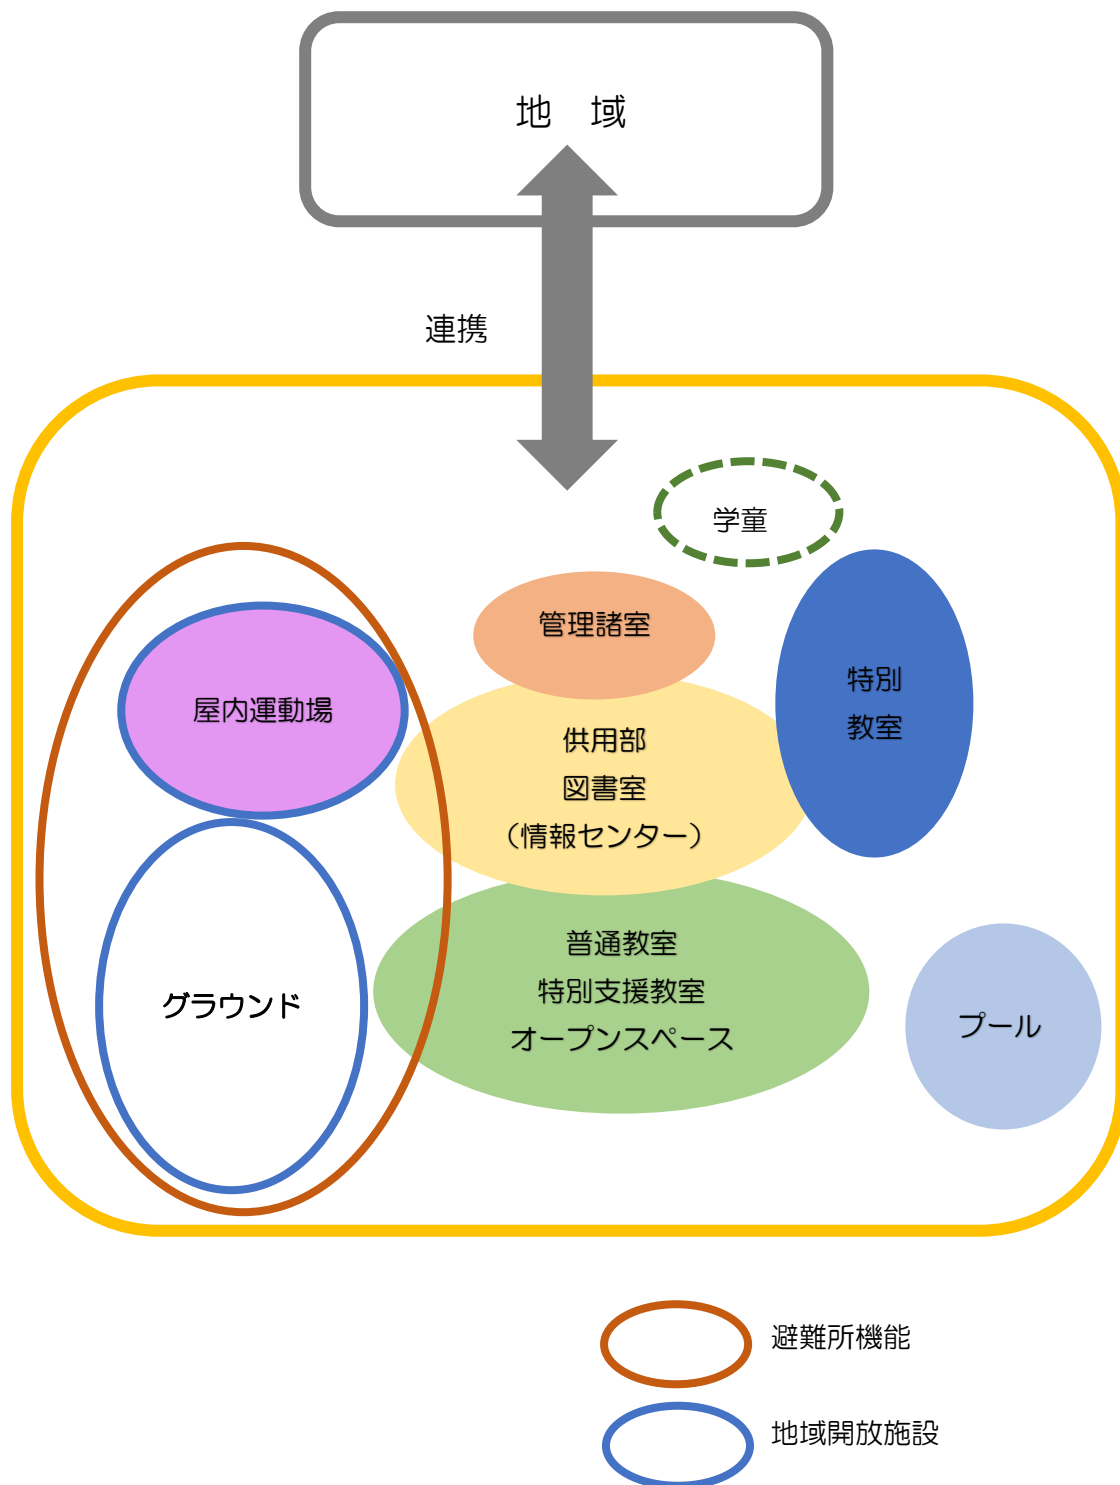 地　域
連携
学童
管理諸室
特別
教室
屋内運動場
供用部
図書室
（情報センター）
普通教室
特別支援教室
オープンスペース
グラウンド
プール
避難所機能
地域開放施設